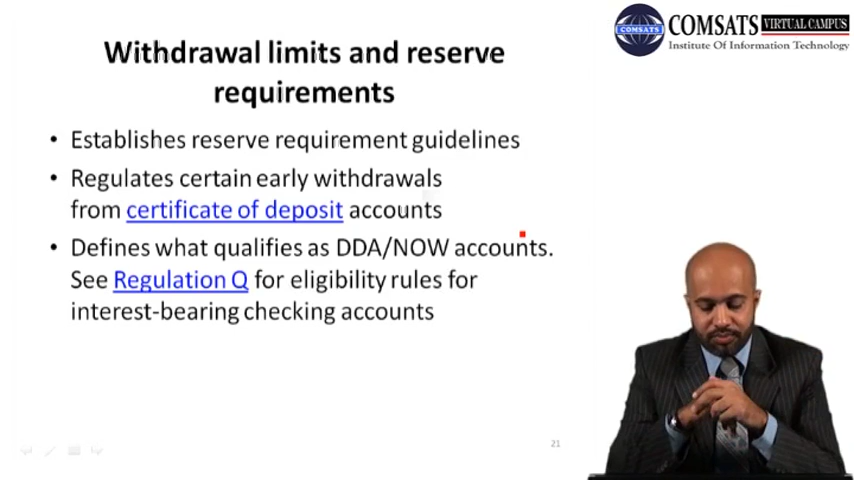 COMSATS VIRTUAL CAMPUS
COMSATS
Institute Of Information Technology
Withdrawal limits and reserve
requirements
• Establishes reserve requirement guidelines
• Regulates certain early withdrawals
from certificate of deposit accounts
• Defines what qualifies as DDA/NOW accounts.
See Regulation Q for eligibility rules for
interest-bearing checking accounts
21